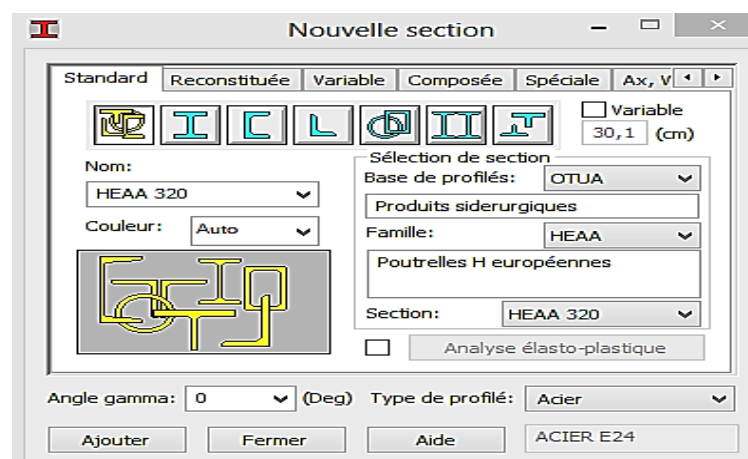 Nouvelle section
Standard Reconstituée Variable Composée Spéciale Ax, V
Variable
30,1 (cm)
Nom:
HEAA 320
Couleur: Auto
Sélection de section
Base de profilés: OTUA
Produits siderurgiques
Famille: HEAA
Poutrelles H européennes
Section: HEAA 320
Analyse élasto-plastique
Angle gamma: 0 (Deg) Type de profilé: Acier
Ajouter Fermer Aide ACIER E24